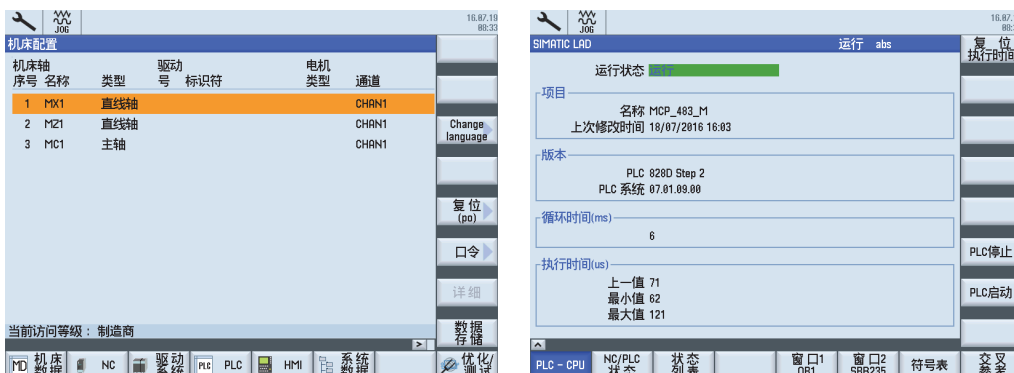 JOG
16.07.19
08:33
机床配置
机床轴 驱动 电机
序号 名称 类型 号 标识符 类型 通道
1 MX1 直线轴 CHAN1
2 MZ1 直线轴 CHAN1
3 MC1 主轴 CHAN1
当前访问等级： 制造商
Change
language
复位
(po)
口令
详细
数据
存储
MD 机床
数据
NC
驱动
系统
PLC PLC
HMI
系统
数据
优化/
测试
JOG
16.07.
SIMATIC LAD 运行 abs
运行状态 运行
项目
名称 MCP_483_M
上次修改时间 18/07/2016 16:03
版本
PLC 828D Step 2
PLC 系统 07.01.09.00
循环时间(ms)
6
执行时间(us)
上一值 71
最小值 62
最大值 121
复位
执行时间
PLC停止
PLC启动
PLC - CPU
NC/PLC
状态
状态
列表
窗口1
OB1
窗口2
SBR235
符号表
交叉
参考